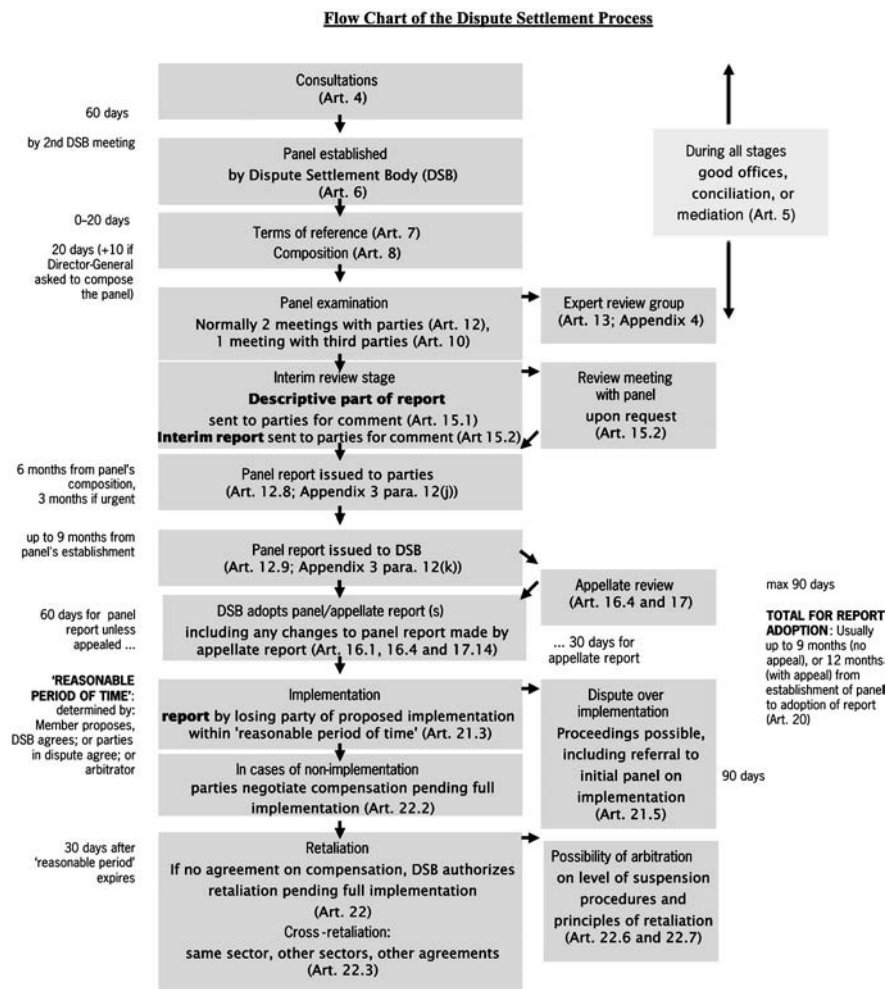 Flow Chart of the Dispute Settlement Process
Consultations
(Art. 4)
60 days
by 2nd DSB meeting
Panel established
by Dispute Settlement Body (DSB)
(Art. 6)
During all stages
good offices,
conciliation, or
mediation (Art. 5)
0–20 days
20 days (+10 if
Director-General
asked to compose
the panel)
Terms of reference (Art. 7)
Composition (Art. 8)
Panel examination
Normally 2 meetings with parties (Art. 12),
1 meeting with third parties (Art. 10)
Expert review group
(Art. 13; Appendix 4)
Interim review stage
Descriptive part of report
sent to parties for comment (Art. 15.1)
Interim report sent to parties for comment (Art 15.2)
Review meeting
with panel
upon request
(Art. 15.2)
6 months from panel's
composition,
3 months if urgent
Panel report issued to parties
(Art. 12.8; Appendix 3 para. 12(j))
up to 9 months from
panel's establishment
Panel report issued to DSB
(Art. 12.9; Appendix 3 para. 12(k))
Appellate review
(Art. 16.4 and 17)
max 90 days
60 days for panel
report unless
appealed ...
DSB adopts panel/appellate report (s)
including any changes to panel report made by
appellate report (Art. 16.1, 16.4 and 17.14)
... 30 days for
appellate report
TOTAL FOR REPORT
ADOPTION: Usually
up to 9 months (no
appeal), or 12 months
(with appeal) from
establishment of panel
to adoption of report
(Art. 20)
'REASONABLE
PERIOD OF TIME':
determined by:
Member proposes,
DSB agrees; or parties
in dispute agree; or
arbitrator
Implementation
report by losing party of proposed implementation
within 'reasonable period of time' (Art. 21.3)
Dispute over
implementation
Proceedings possible,
including referral to
initial panel on
implementation
(Art. 21.5)
90 days
In cases of non-implementation
parties negotiate compensation pending full
implementation (Art. 22.2)
30 days after
'reasonable period'
expires
Retaliation
If no agreement on compensation, DSB authorizes
retaliation pending full implementation
(Art. 22)
Cross-retaliation:
same sector, other sectors, other agreements
(Art. 22.3)
Possibility of arbitration
on level of suspension
procedures and
principles of retaliation
(Art. 22.6 and 22.7)